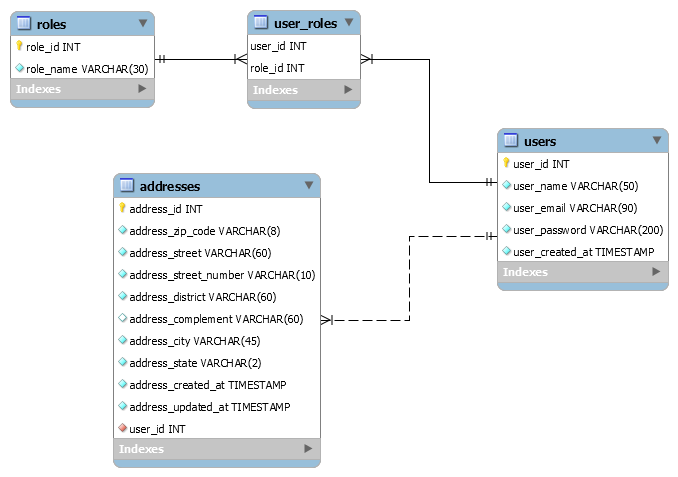 roles
role_id INT
role_name VARCHAR(30)
Indexes
user_roles
user_id INT
role_id INT
Indexes
users
user_id INT
user_name VARCHAR(50)
user_email VARCHAR(90)
user_password VARCHAR(200)
user_created_at TIMESTAMP
Indexes
addresses
address_id INT
address_zip_code VARCHAR(8)
address_street VARCHAR(60)
address_street_number VARCHAR(10)
address_district VARCHAR(60)
address_complement VARCHAR(60)
address_city VARCHAR(45)
address_state VARCHAR(2)
address_created_at TIMESTAMP
address_updated_at TIMESTAMP
user_id INT
Indexes